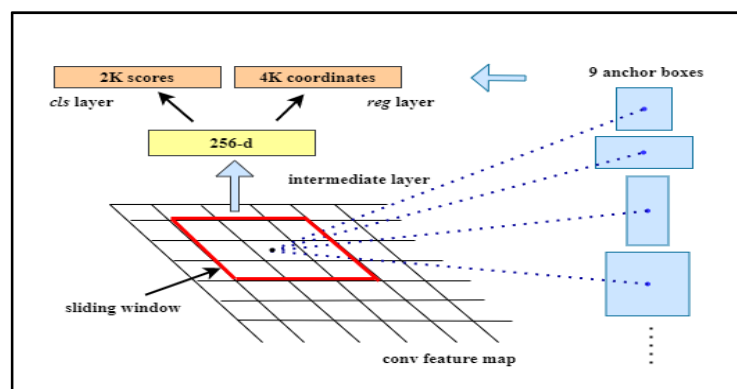 2K scores
4K coordinates
9 anchor boxes
cls layer
reg layer
256-d
intermediate layer
sliding window
conv feature map